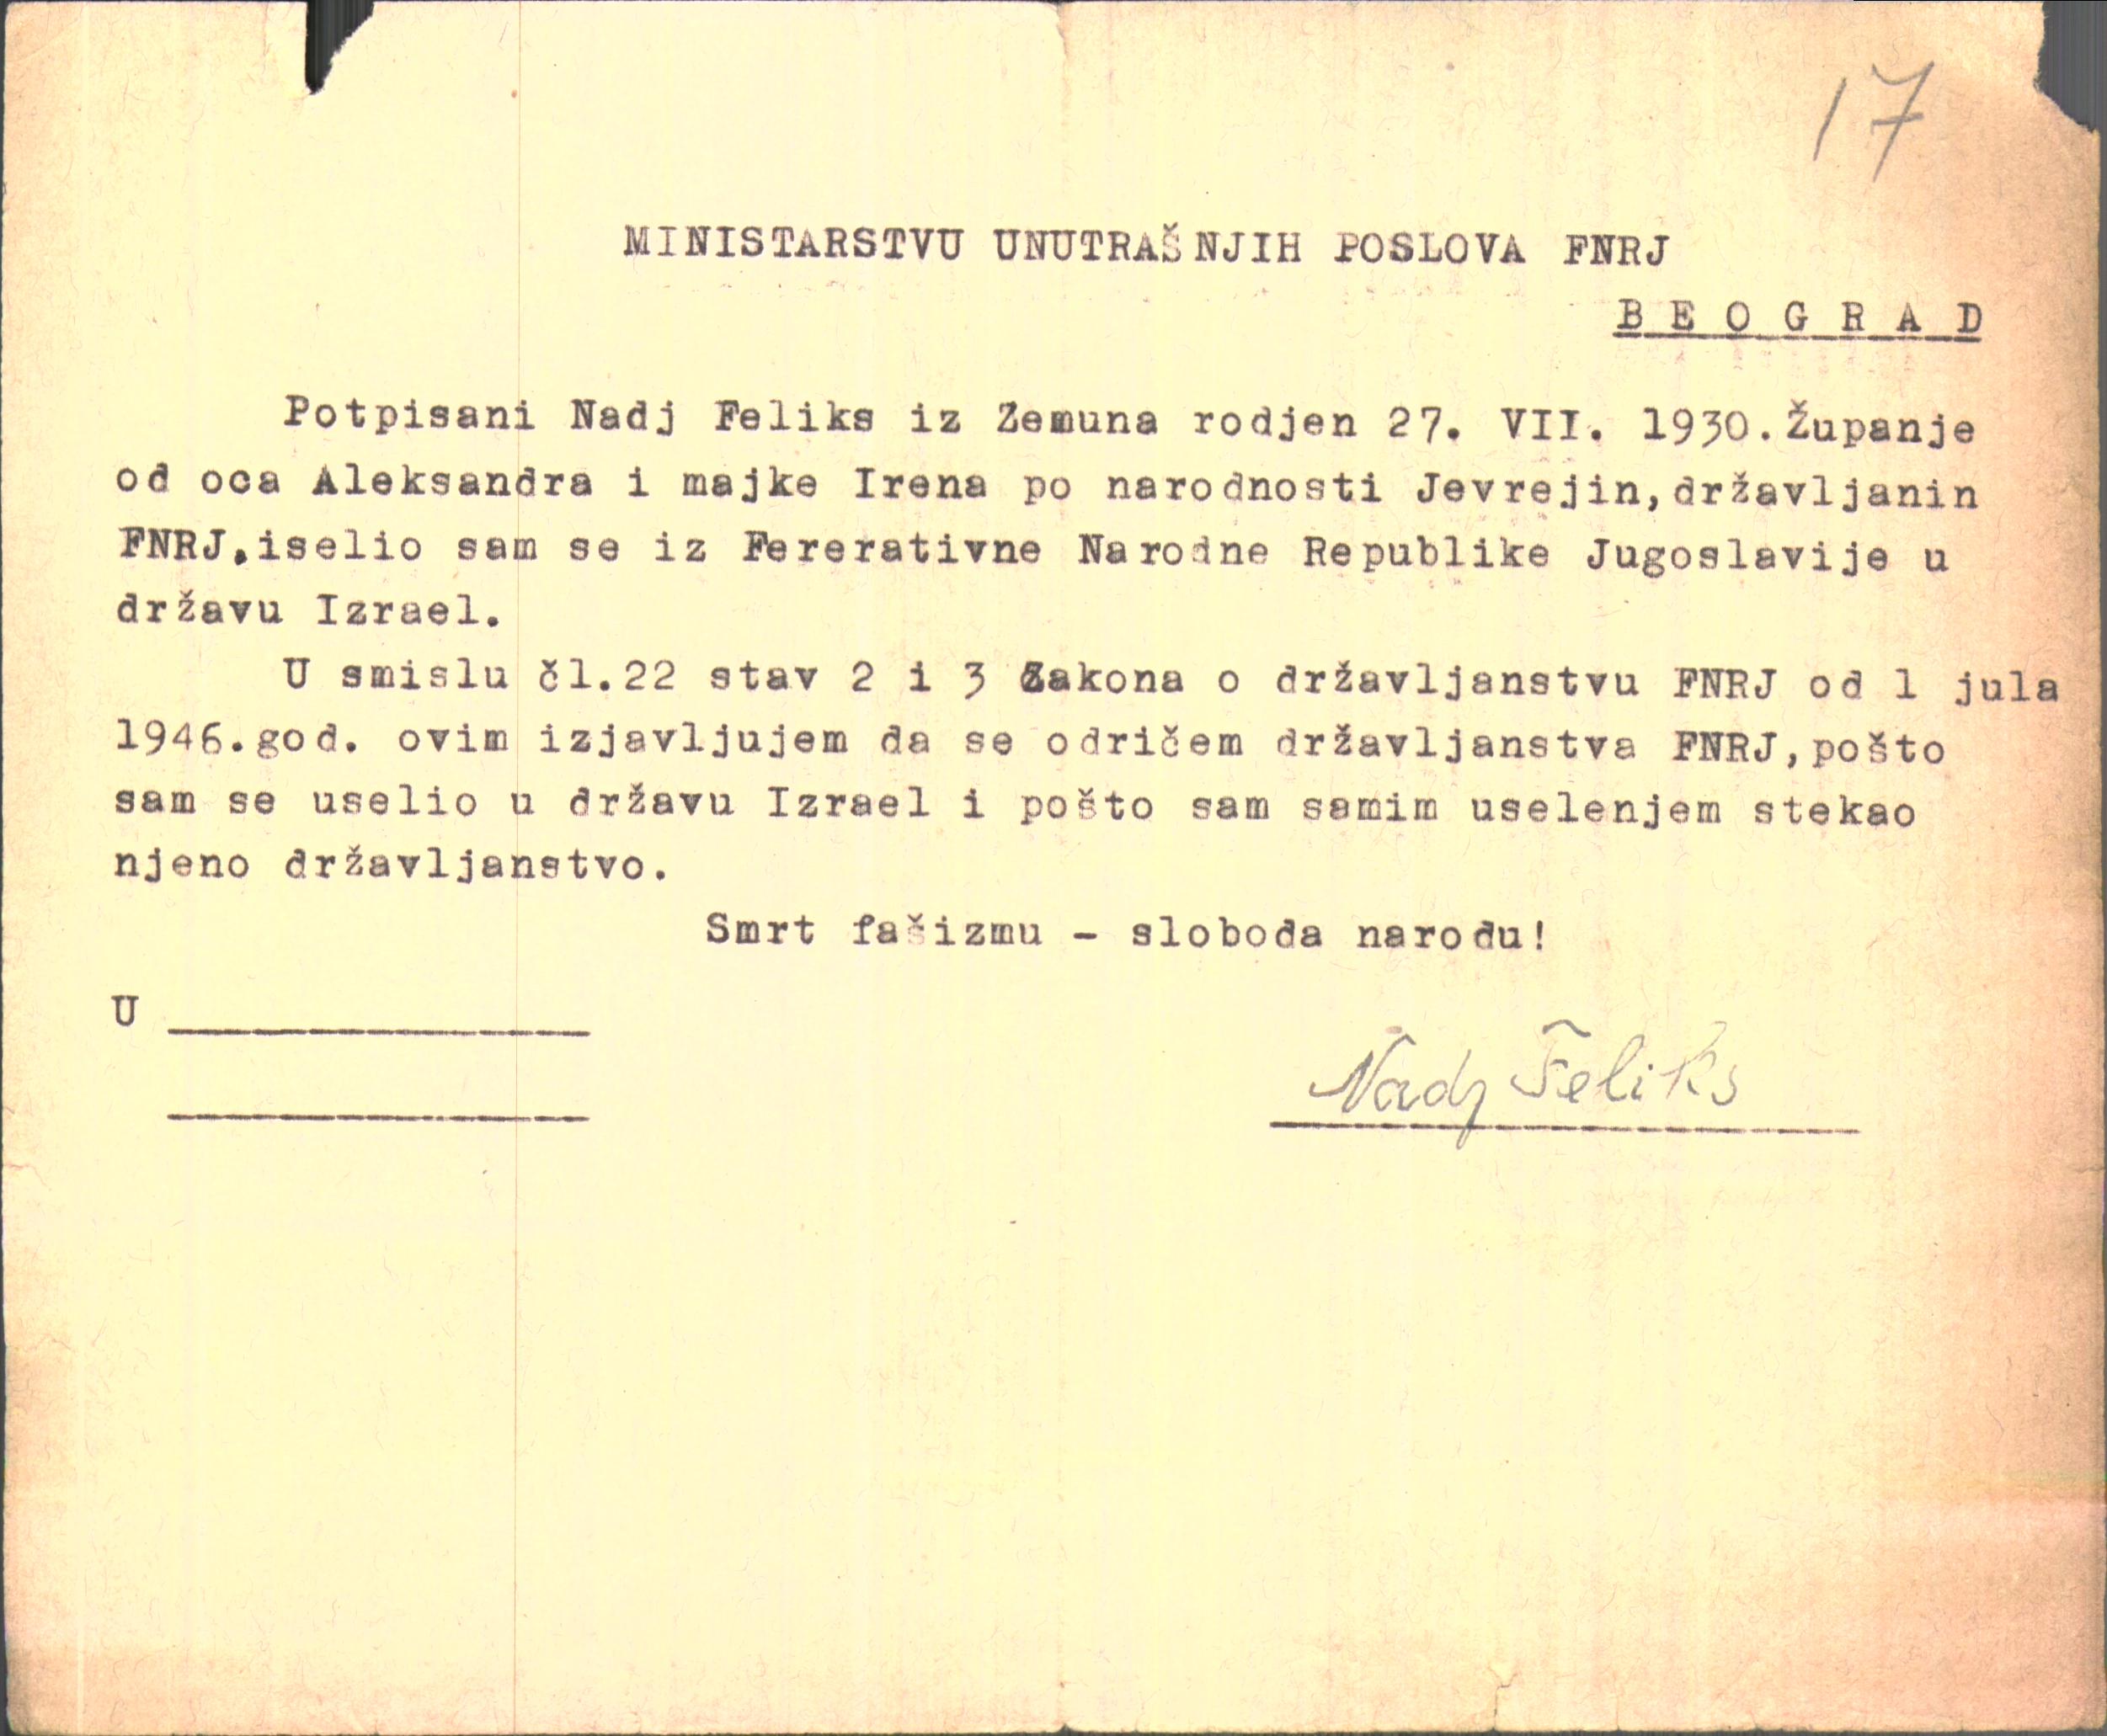 17
MINISTARSTVU UNUTRAŠNJIH POSLOVA FNRJ
B E O G R A D
Potpisani Nadj Feliks iz Zemuna rodjen 27. VII. 1930.Županje
od oca Aleksandra i majke Irena po narodnosti Jevrejin,državljanin
FNRJ.iselio sam se iz Fererativne Narodne Republike Jugoslavije u
državu Izrael.
U smislu čl.22 stav 2 i 3 Zakona o državljanstvu FNRJ od 1 jula
1946.god. ovim izjavljujem da se odričem državljanstva FNRJ,pošto
sam se uselio u državu Izrael i pošto sam samim uselenjem stekao
njeno državljanstvo.
Smrt fašizmu - sloboda narodu!
U
Nadj Feliks